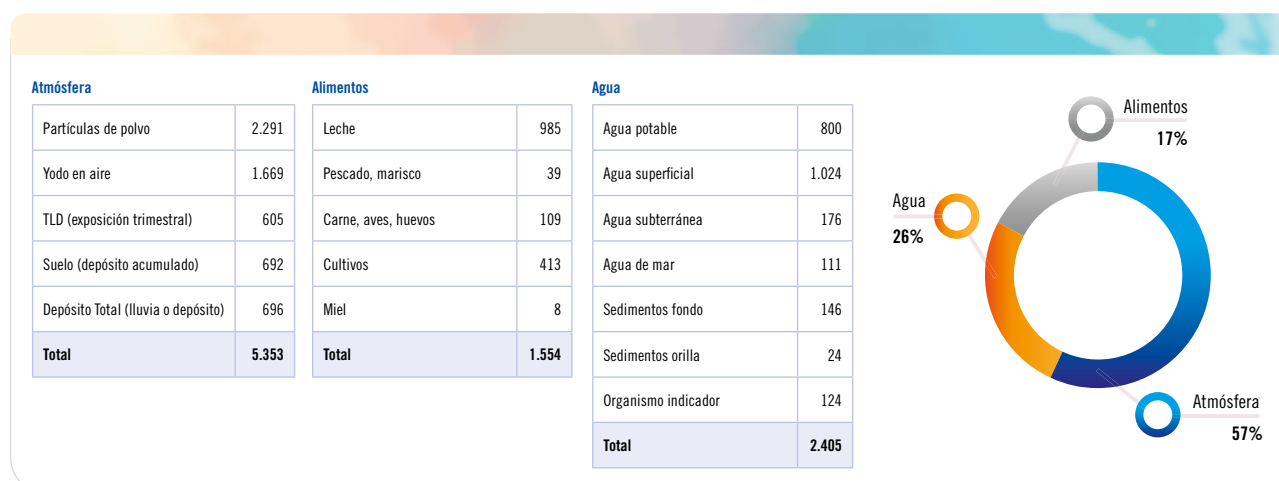 Atmósfera
Partículas de polvo 2.291
Yodo en aire 1.669
TLD (exposición trimestral) 605
Suelo (depósito acumulado) 692
Depósito Total (lluvia o depósito) 696
Total 5.353
Alimentos
Leche 985
Pescado, marisco 39
Carne, aves, huevos 109
Cultivos 413
Miel 8
Total 1.554
Agua
Agua potable 800
Agua superficial 1.024
Agua subterránea 176
Agua de mar 111
Sedimentos fondo 146
Sedimentos orilla 24
Organismo indicador 124
Total 2.405
Alimentos
17%
Agua
26%
Atmósfera
57%